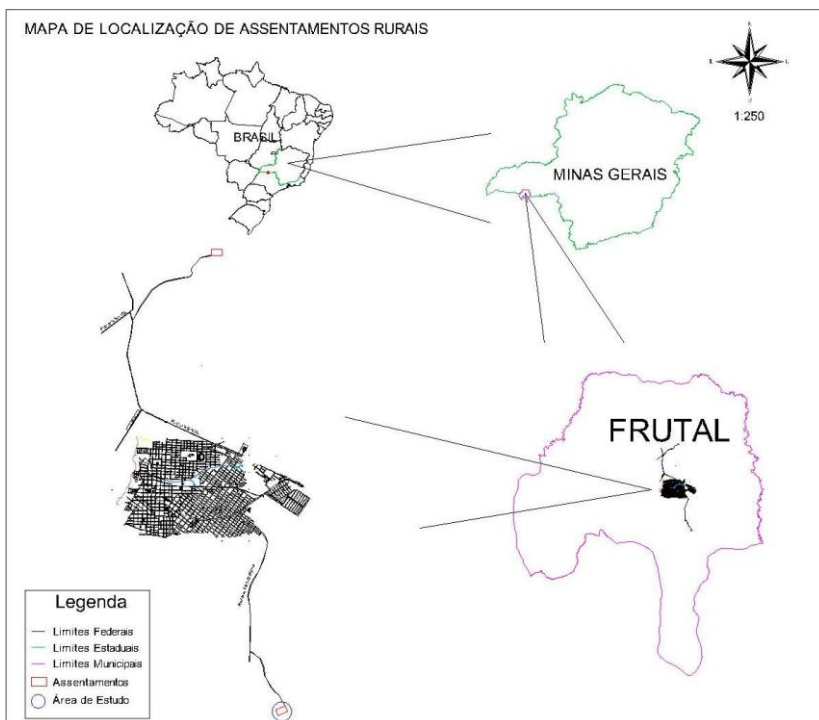 MAPA DE LOCALIZAÇÃO DE ASSENTAMENTOS RURAIS
BRASIL
MINAS GERAIS
1:250
FRUTAL
Legenda
Limites Federais
Limites Estaduais
Limites Municipais
Assentamentos
Área de Estudo